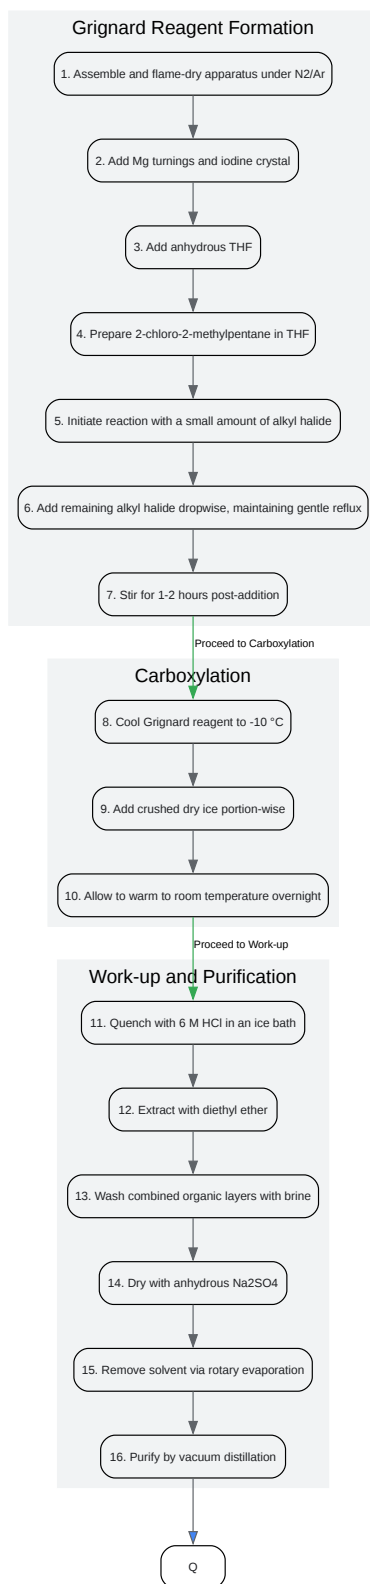 Grignard Reagent Formation
1. Assemble and flame-dry apparatus under N2/Ar
2. Add Mg turnings and iodine crystal
3. Add anhydrous THF
4. Prepare 2-chloro-2-methylpentane in THF
5. Initiate reaction with a small amount of alkyl halide
6. Add remaining alkyl halide dropwise, maintaining gentle reflux
7. Stir for 1-2 hours post-addition
Proceed to Carboxylation
Carboxylation
8. Cool Grignard reagent to -10 °C
9. Add crushed dry ice portion-wise
10. Allow to warm to room temperature overnight
Proceed to Work-up
Work-up and Purification
11. Quench with 6 M HCl in an ice bath
12. Extract with diethyl ether
13. Wash combined organic layers with brine
14. Dry with anhydrous Na2SO4
15. Remove solvent via rotary evaporation
16. Purify by vacuum distillation
Q